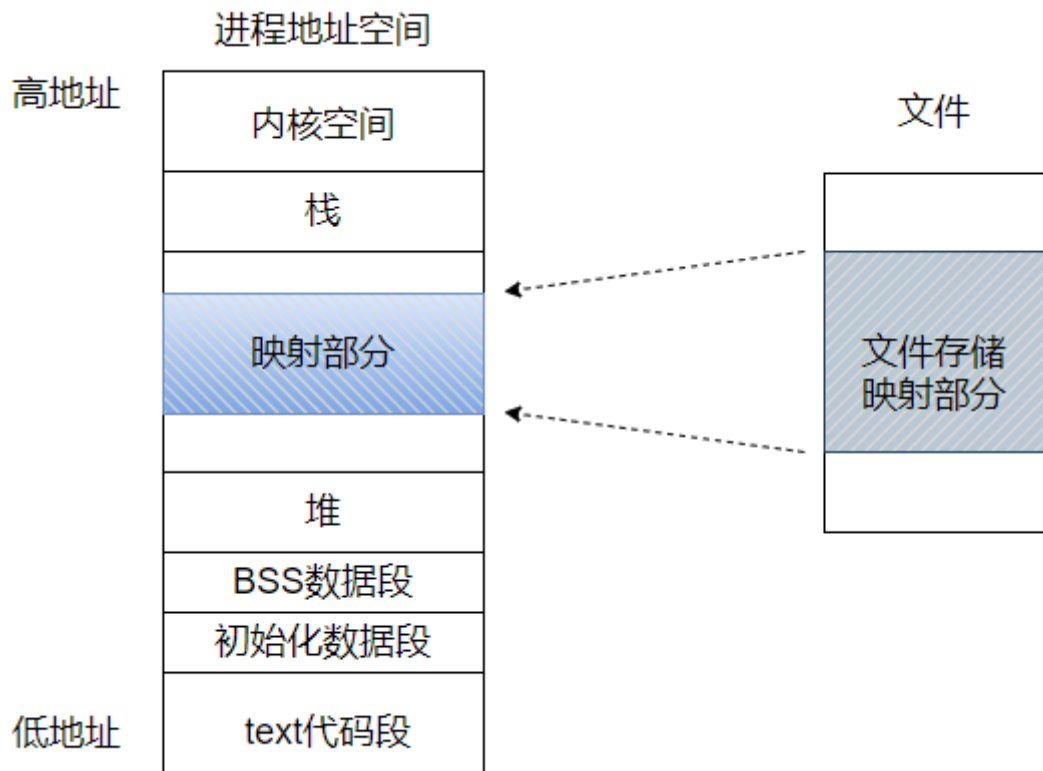 进程地址空间
高地址
内核空间
文件
栈
映射部分
文件存储
映射部分
堆
BSS数据段
初始化数据段
低地址
text代码段